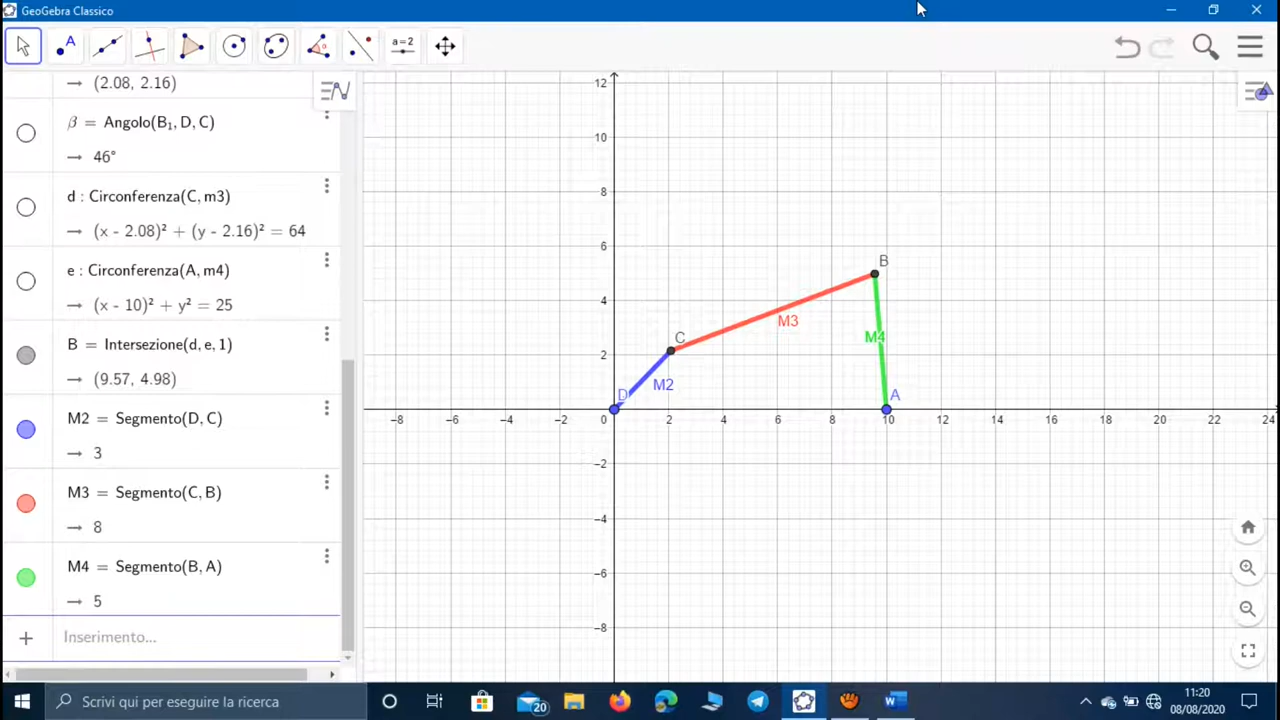 GeoGebra Classico
A
a=2
→ (2.08, 2.16)
β = Angolo(B₁, D, C)
→ 46°
d : Circonferenza(C, m3)
→ (x - 2.08)² + (y - 2.16)² = 64
e : Circonferenza(A, m4)
→ (x - 10)² + y² = 25
B = Intersezione(d, e, 1)
→ (9.57, 4.98)
M2 = Segmento(D, C)
→ 3
M3 = Segmento(C, B)
→ 8
M4 = Segmento(B, A)
→ 5
+ Inserimento...
12
10
8
6
B
4
M3
C
M4
2
M2
D
A
−8 −6 −4 −2 0 2 4 6 8 10 12 14 16 18 20 22 24
−2
−4
−6
−8
Scrivi qui per eseguire la ricerca
20
W
11:20
08/08/2020